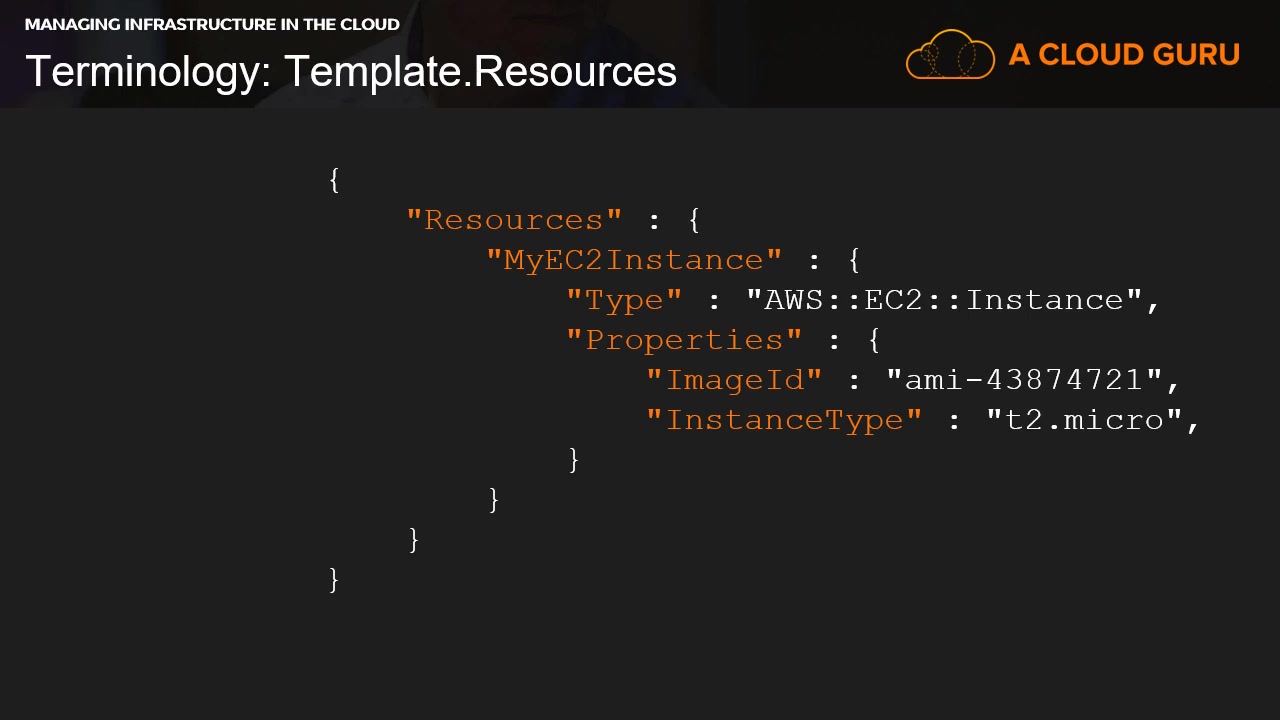 MANAGING INFRASTRUCTURE IN THE CLOUD
Terminology: Template.Resources
A CLOUD GURU
{
"Resources" : {
"MyEC2Instance" : {
"Type" : "AWS::EC2::Instance",
"Properties" : {
"ImageId" : "ami-43874721",
"InstanceType" : "t2.micro",
}
}
}
}